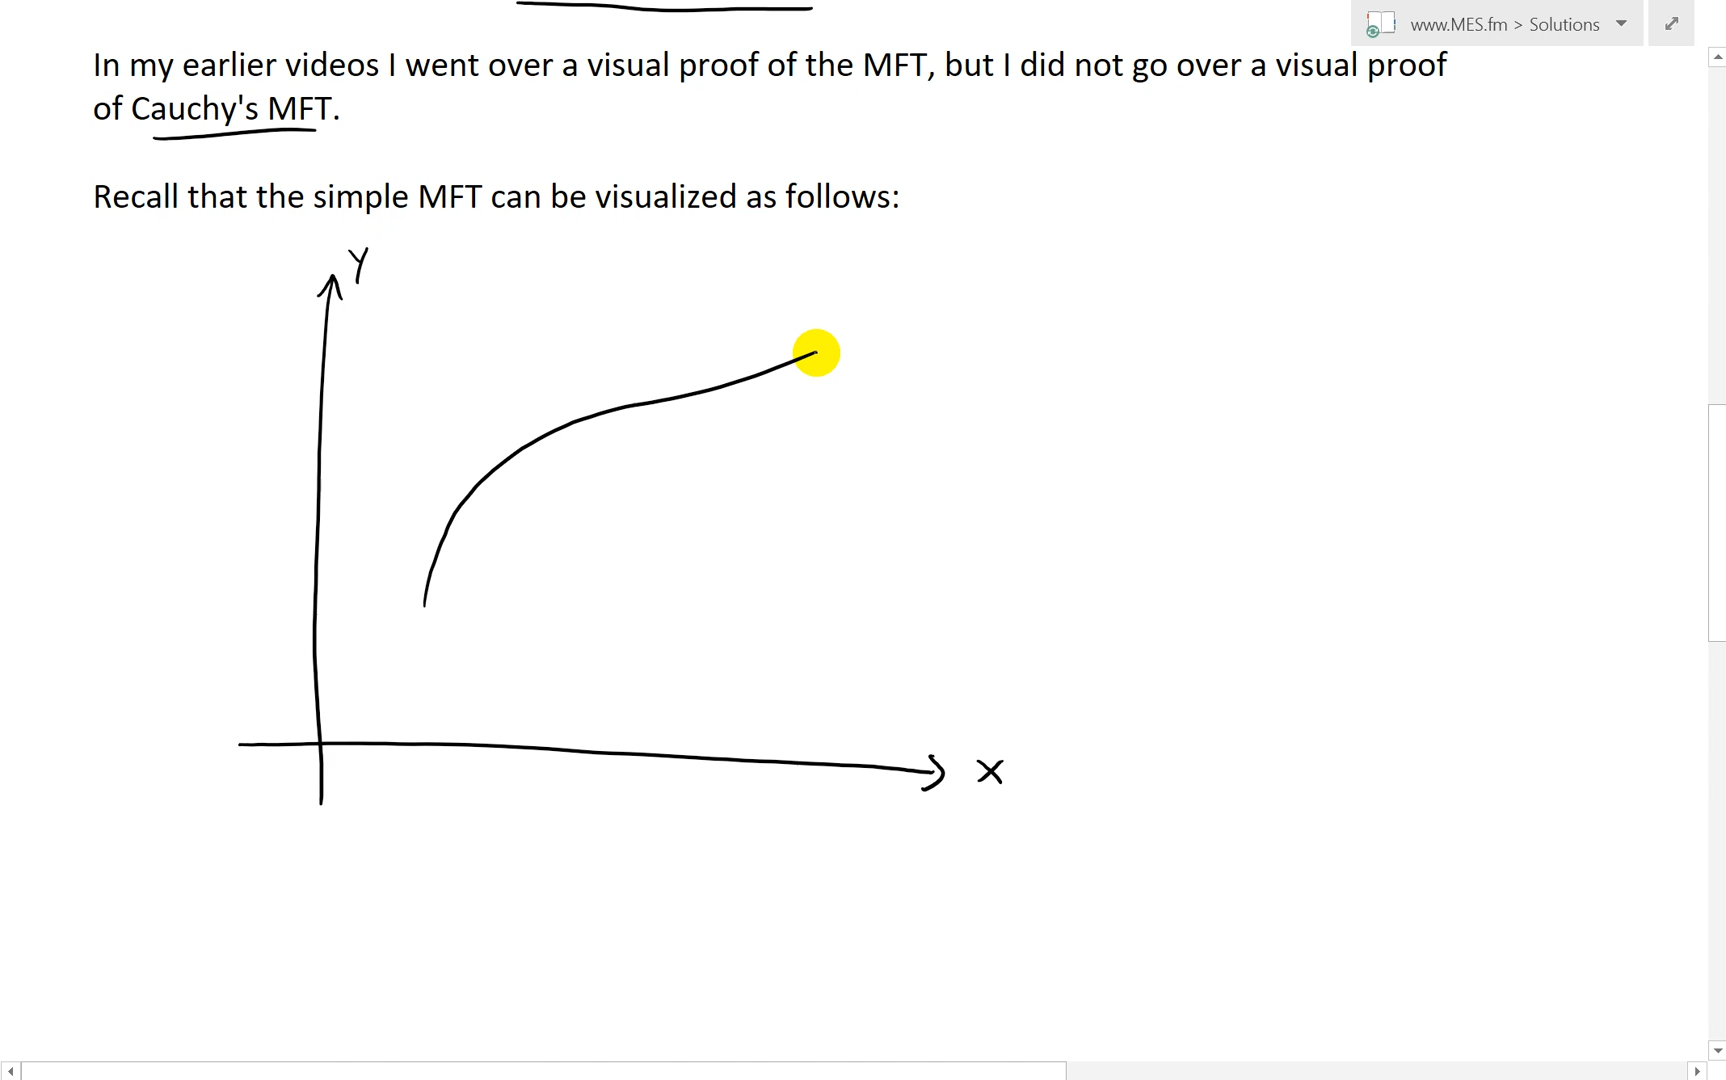 www.MES.fm > Solutions
In my earlier videos I went over a visual proof of the MFT, but I did not go over a visual proof
of Cauchy's MFT.
Recall that the simple MFT can be visualized as follows:
Y
X